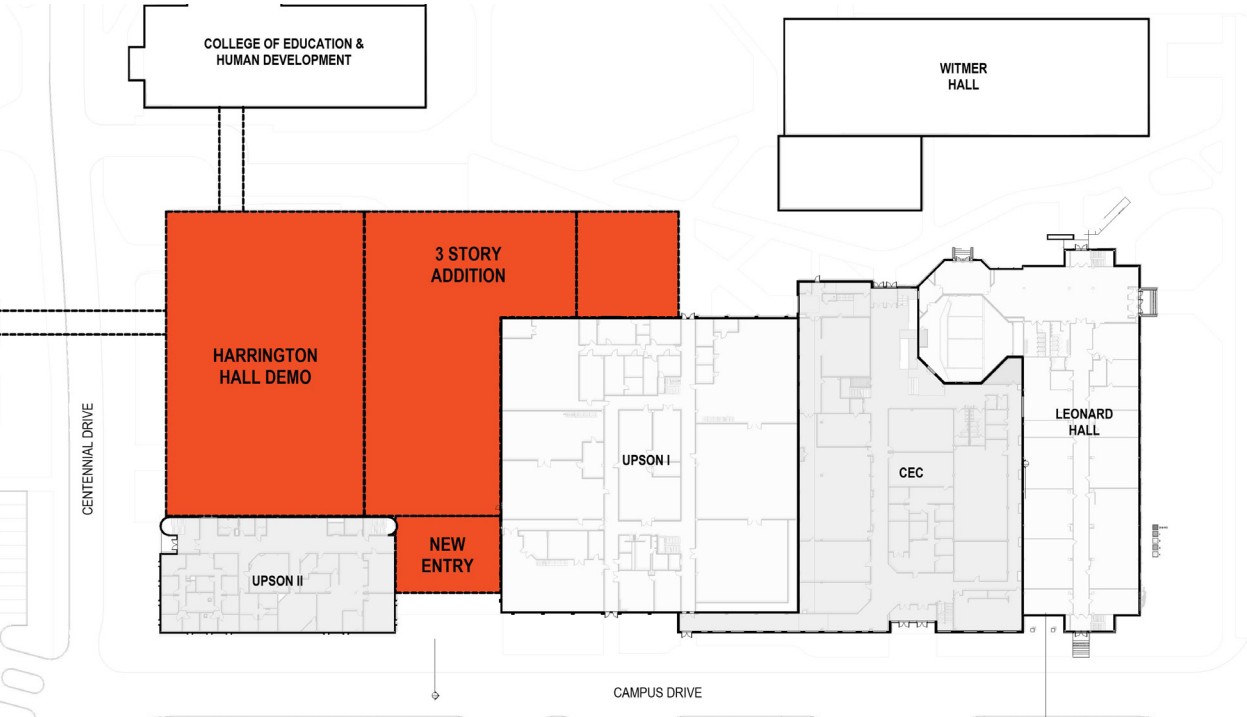 COLLEGE OF EDUCATION &
HUMAN DEVELOPMENT
WITMER
HALL
3 STORY
ADDITION
HARRINGTON
HALL DEMO
CENTENNIAL DRIVE
LEONARD
HALL
UPSON I
CEC
NEW
ENTRY
UPSON II
CAMPUS DRIVE